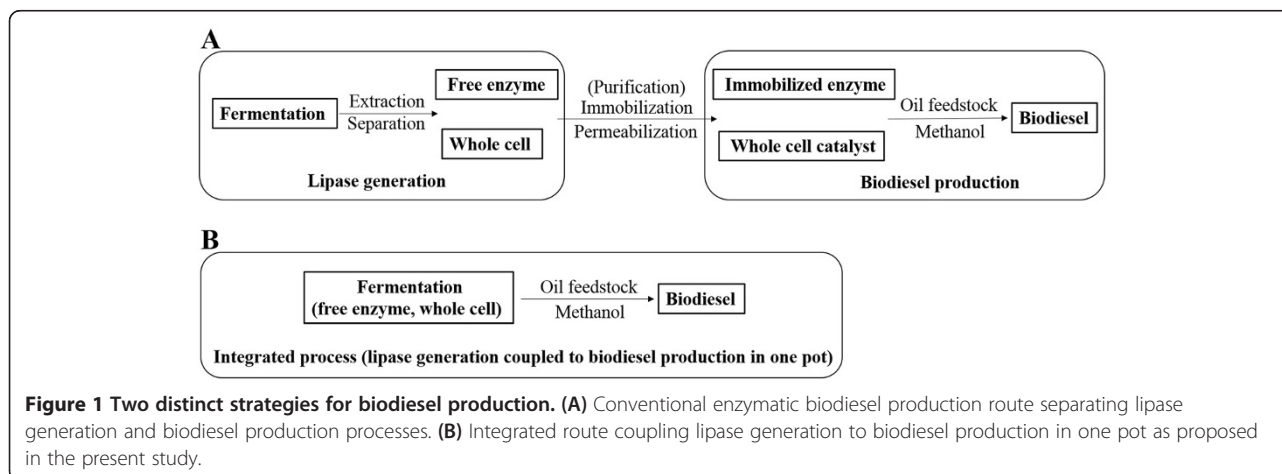 A
Fermentation
Extraction
Separation
Free enzyme
Whole cell
Lipase generation
(Purification)
Immobilization
Permeabilization
Immobilized enzyme
Whole cell catalyst
Oil feedstock
Methanol
Biodiesel
Biodiesel production
B
Fermentation
(free enzyme, whole cell)
Oil feedstock
Methanol
Biodiesel
Integrated process (lipase generation coupled to biodiesel production in one pot)
Figure 1 Two distinct strategies for biodiesel production. (A) Conventional enzymatic biodiesel production route separating lipase
generation and biodiesel production processes. (B) Integrated route coupling lipase generation to biodiesel production in one pot as proposed
in the present study.